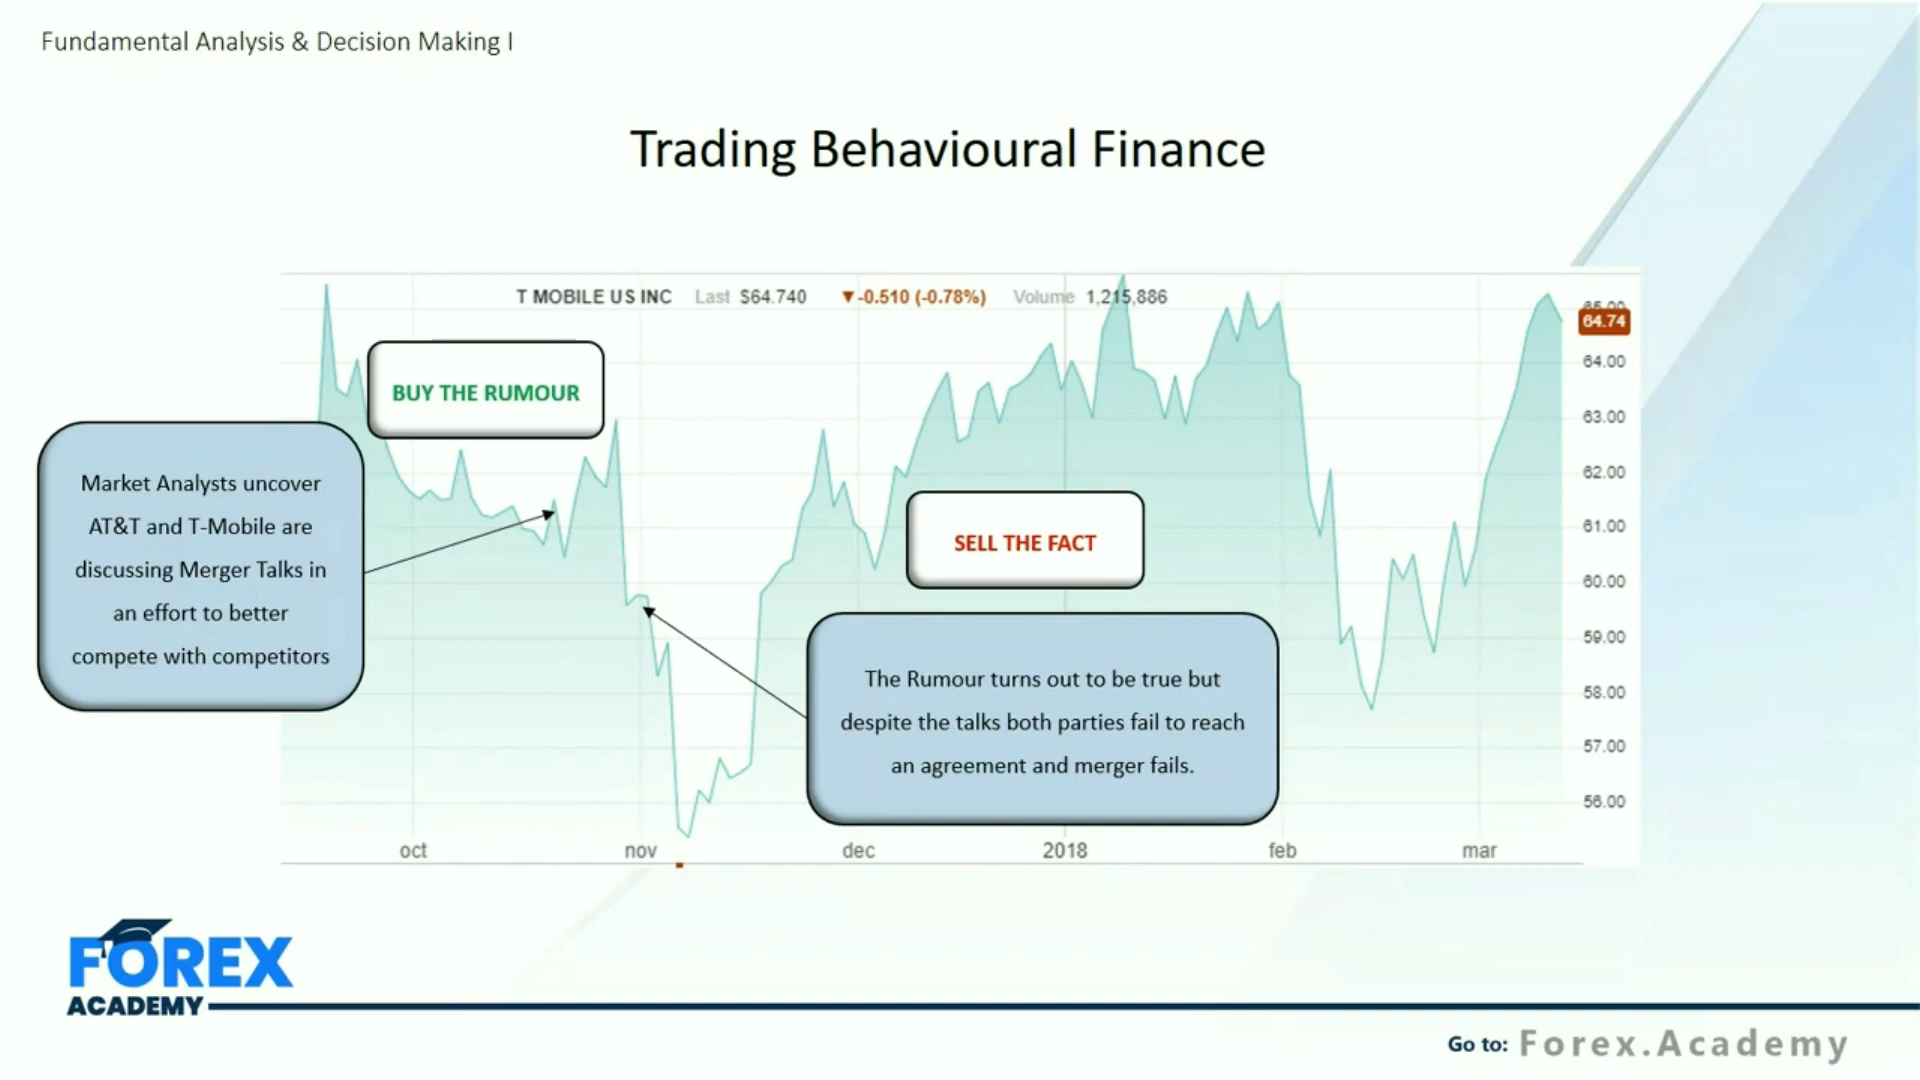 Fundamental Analysis & Decision Making I
Trading Behavioural Finance
T MOBILE US INC Last $64.740 ▼-0.510 (-0.78%) Volume 1,215,886
65.00
64.74
BUY THE RUMOUR
64.00
63.00
Market Analysts uncover
AT&T and T-Mobile are
discussing Merger Talks in
an effort to better
compete with competitors
62.00
61.00
SELL THE FACT
60.00
59.00
The Rumour turns out to be true but
despite the talks both parties fail to reach
an agreement and merger fails.
58.00
57.00
56.00
oct nov dec 2018 feb mar
FOREX
ACADEMY
Go to: Forex.Academy